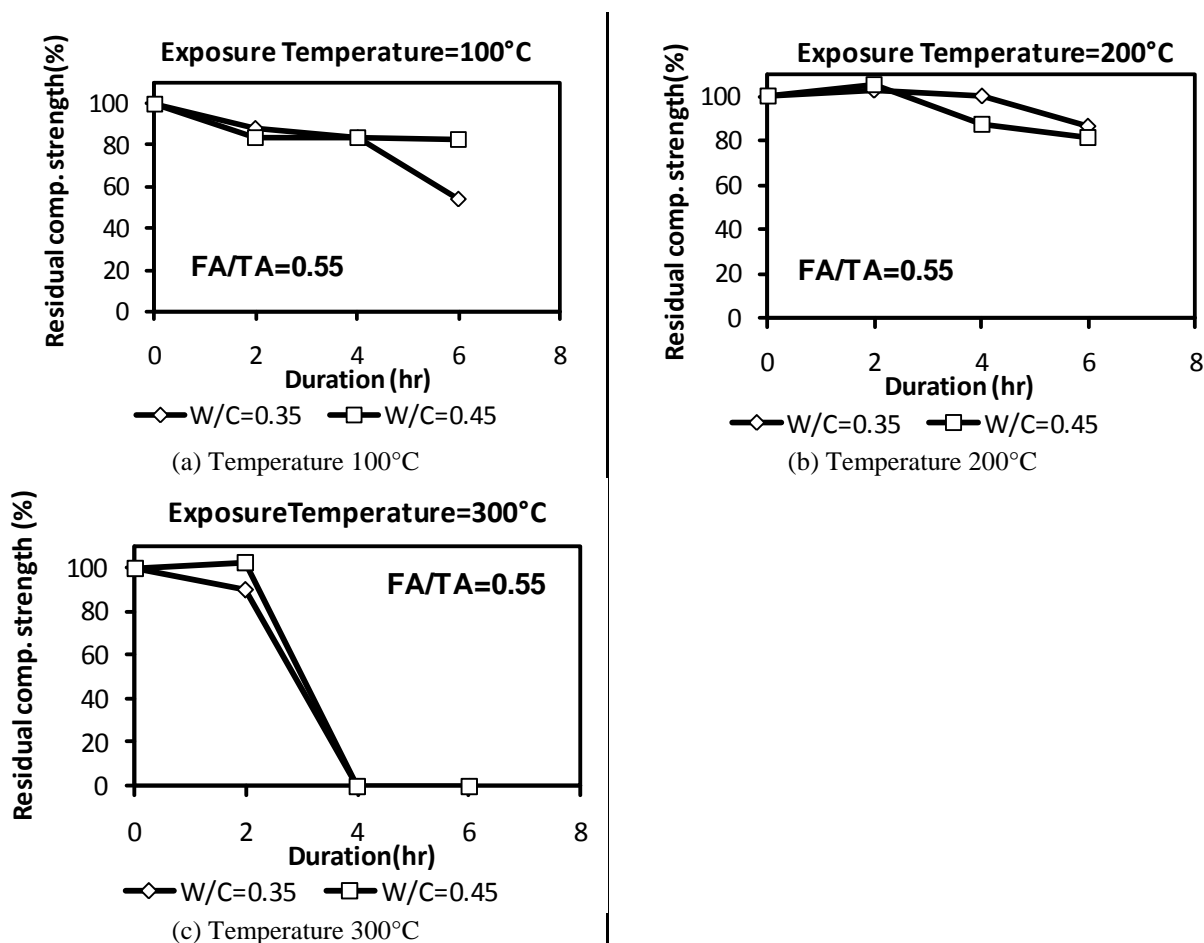 Exposure Temperature=100°C
Residual comp. strength(%)
100
80
60
40
20
0
FA/TA=0.55
0 2 4 6 8
Duration (hr)
W/C=0.35 W/C=0.45
(a) Temperature 100°C
Exposure Temperature=200°C
Residual comp. strength(%)
100
80
60
40
20
0
FA/TA=0.55
0 2 4 6 8
Duration (hr)
W/C=0.35 W/C=0.45
(b) Temperature 200°C
ExposureTemperature=300°C
Residual comp. strength (%)
100
80
60
40
20
0
FA/TA=0.55
0 2 4 6 8
Duration(hr)
W/C=0.35 W/C=0.45
(c) Temperature 300°C